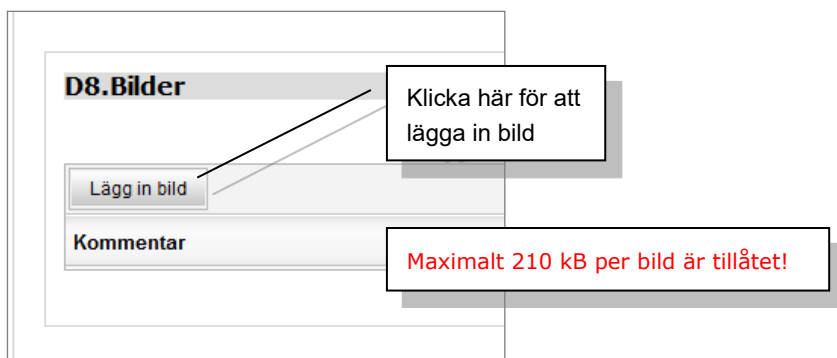 D8.Bilder
Klicka här för att
lägga in bild
Lägg in bild
Kommentar
Maximalt 210 kB per bild är tillåtet!